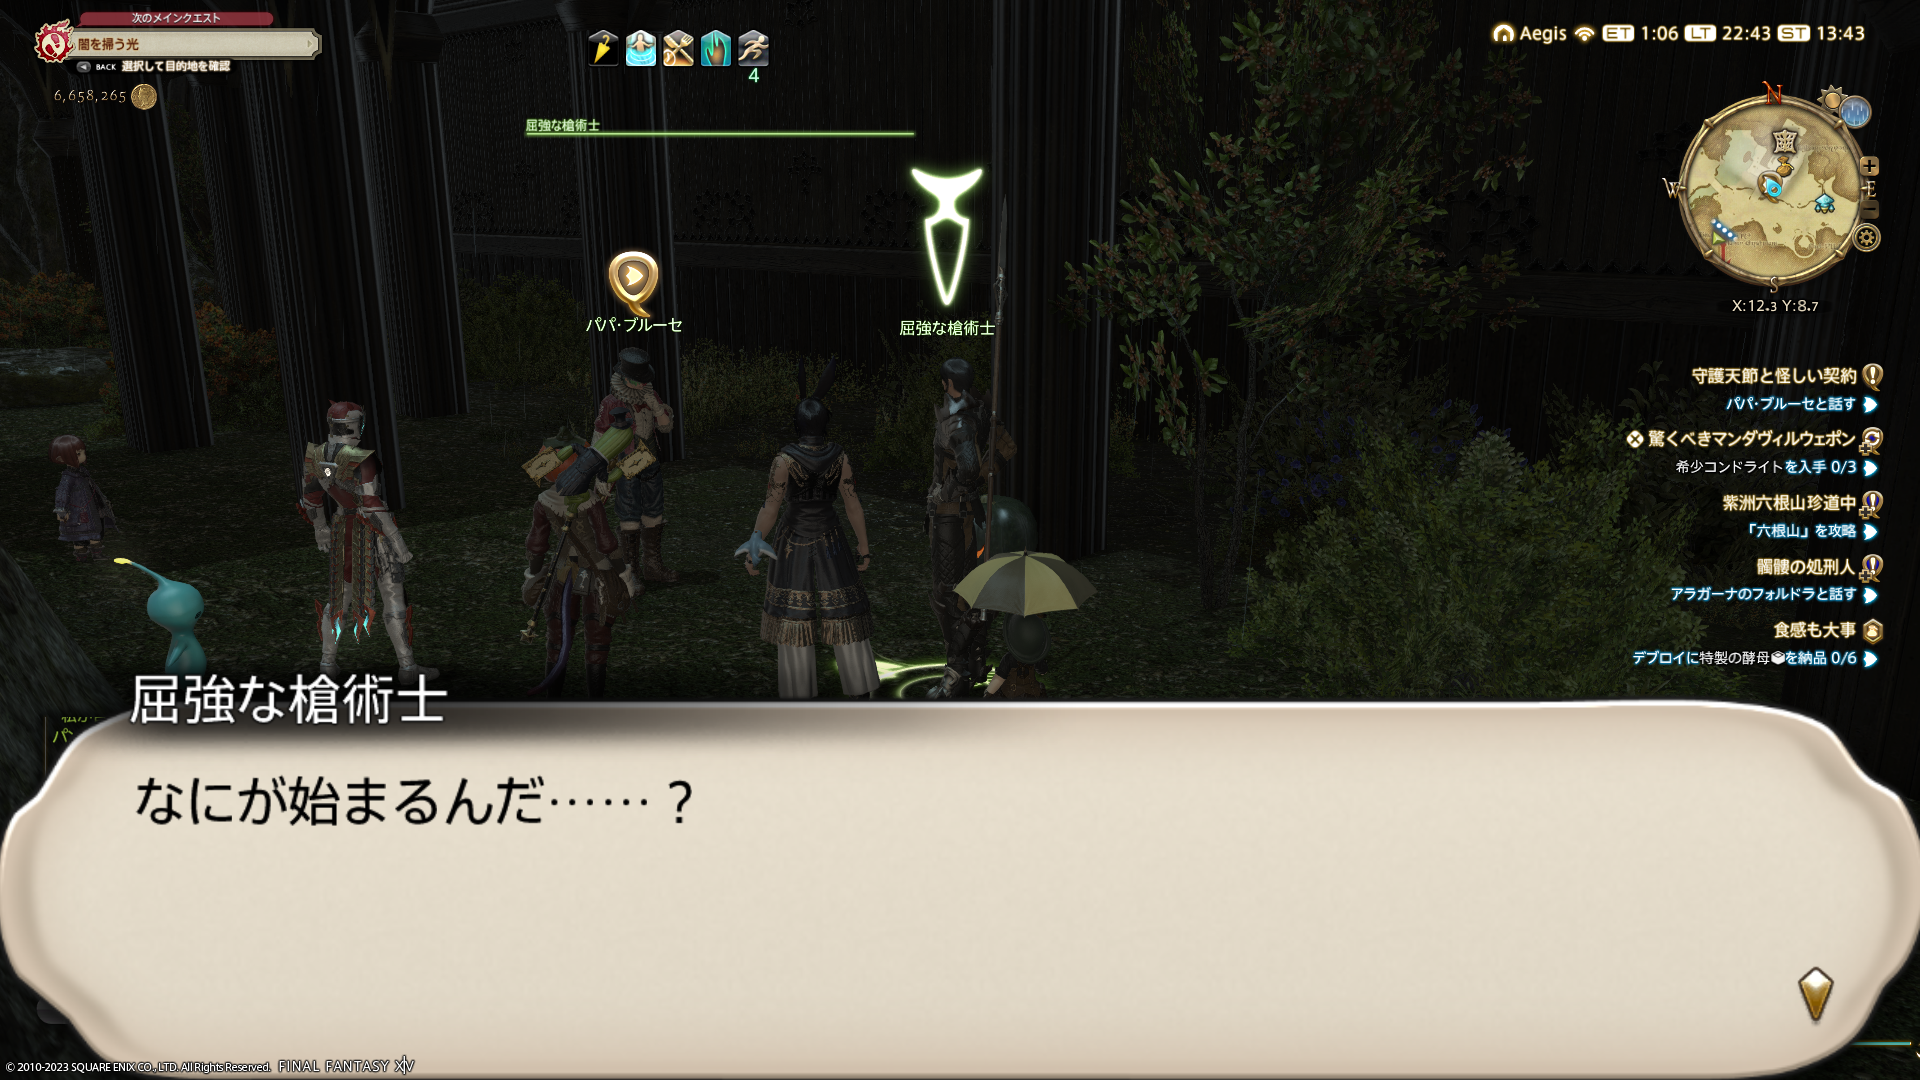 次のメインクエスト
闇を掃う光
BACK 選択して目的地を確認
6,658,265
4
Aegis ET 1:06 LT 22:43 ST 13:43
屈強な槍術士
N
W
E
S
X:12.3 Y:8.7
パパ・ブルーセ
屈強な槍術士
守護天節と怪しい契約
パパ・ブルーセと話す
驚くべきマンダヴィルウェポン
希少コンドライトを入手 0/3
紫洲六根山珍道中
「六根山」を攻略
髑髏の処刑人
アラガーナのフォルドラと話す
食感も大事
デブロイに特製の酵母を納品 0/6
屈強な槍術士
なにが始まるんだ……？
© 2010-2023 SQUARE ENIX CO., LTD. All Rights Reserved. FINAL FANTASY XIV